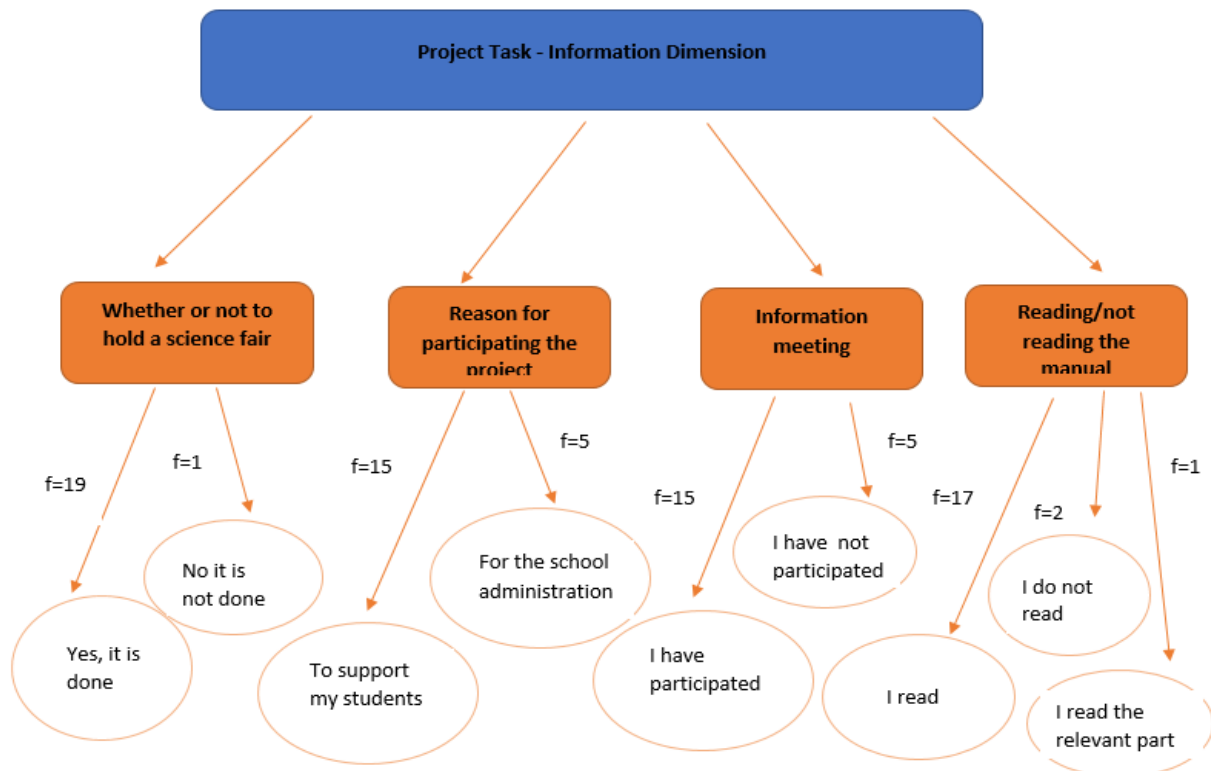 Project Task - Information Dimension
Whether or not to
hold a science fair
Reason for
participating the
project
Information
meeting
Reading/not
reading the
manual
f=19
f=1
f=15
f=5
f=15
f=5
f=17
f=2
f=1
Yes, it is
done
No it is
not done
To support
my students
For the school
administration
I have
participated
I have  not
participated
I read
I do not
read
I read the
relevant part